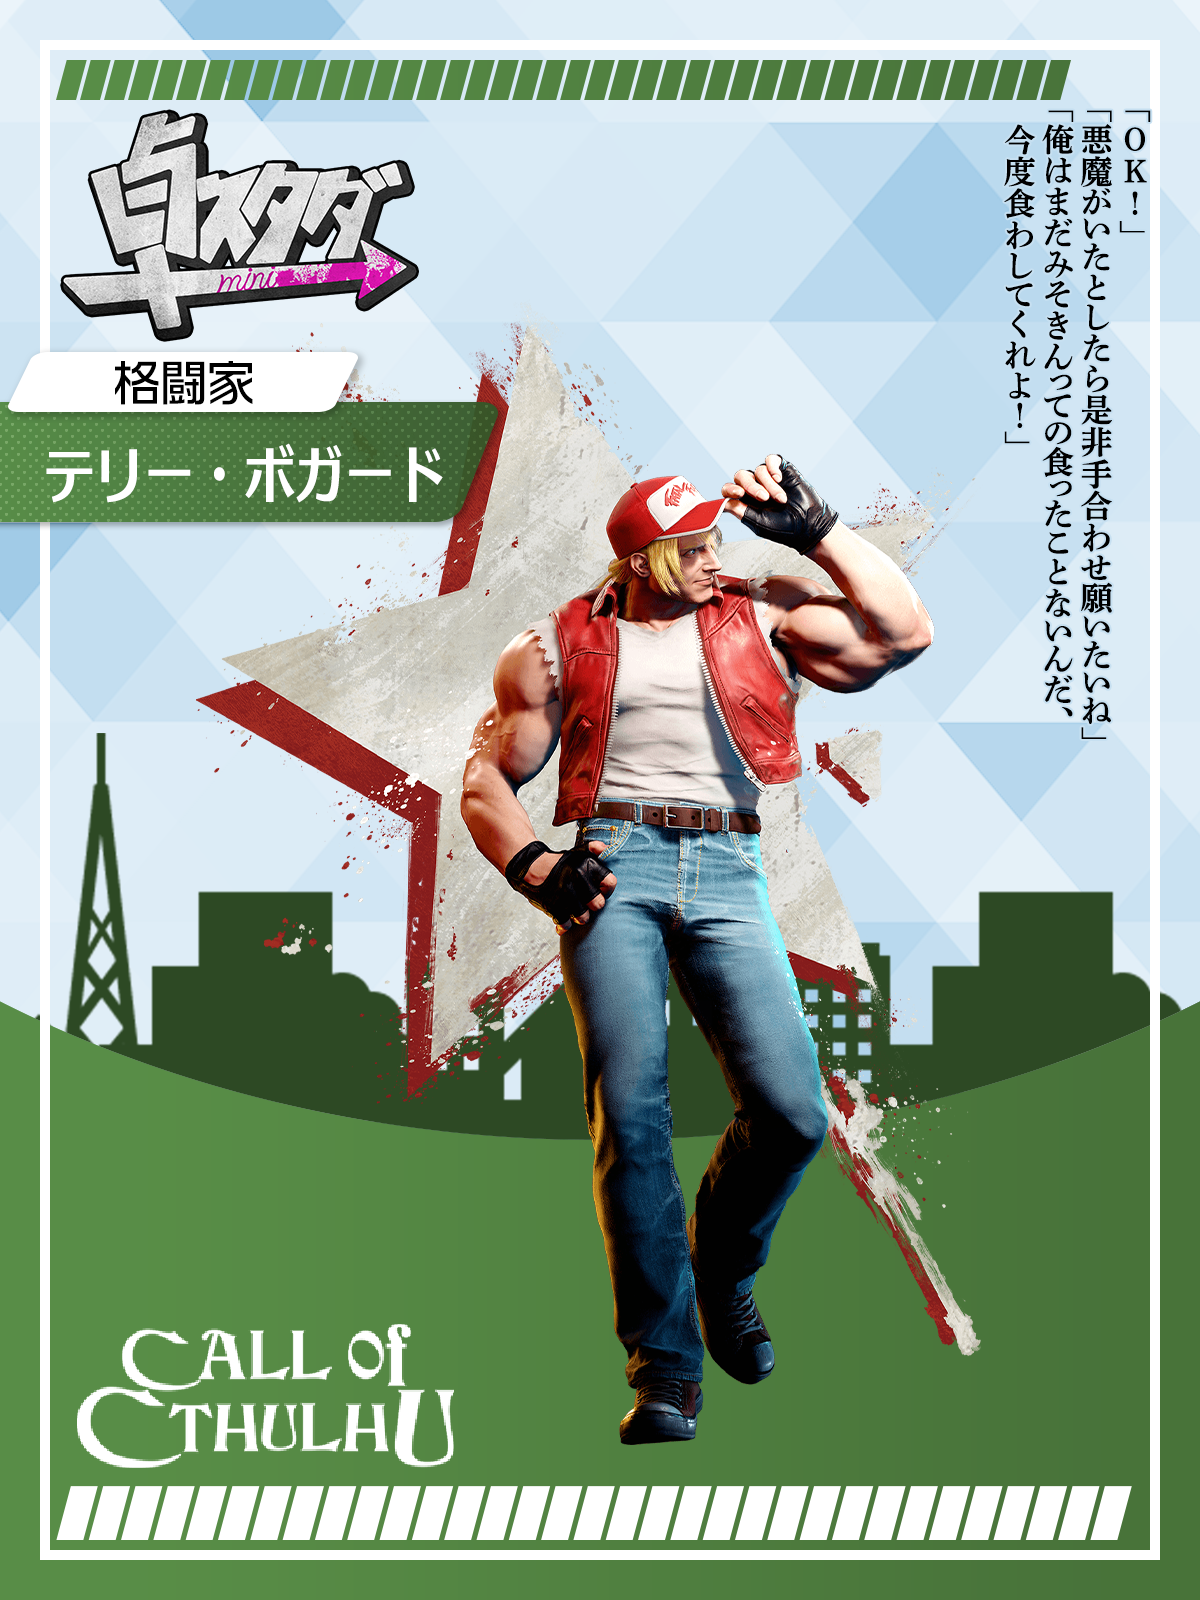 卓スタダ
mini
格闘家
テリー・ボガード
「OK！」
「悪魔がいたとしたら是非手合わせ願いたいね」
「俺はまだみそきんっての食ったことないんだ、
今度食わしてくれよ！」
CALL of
CTHULHU